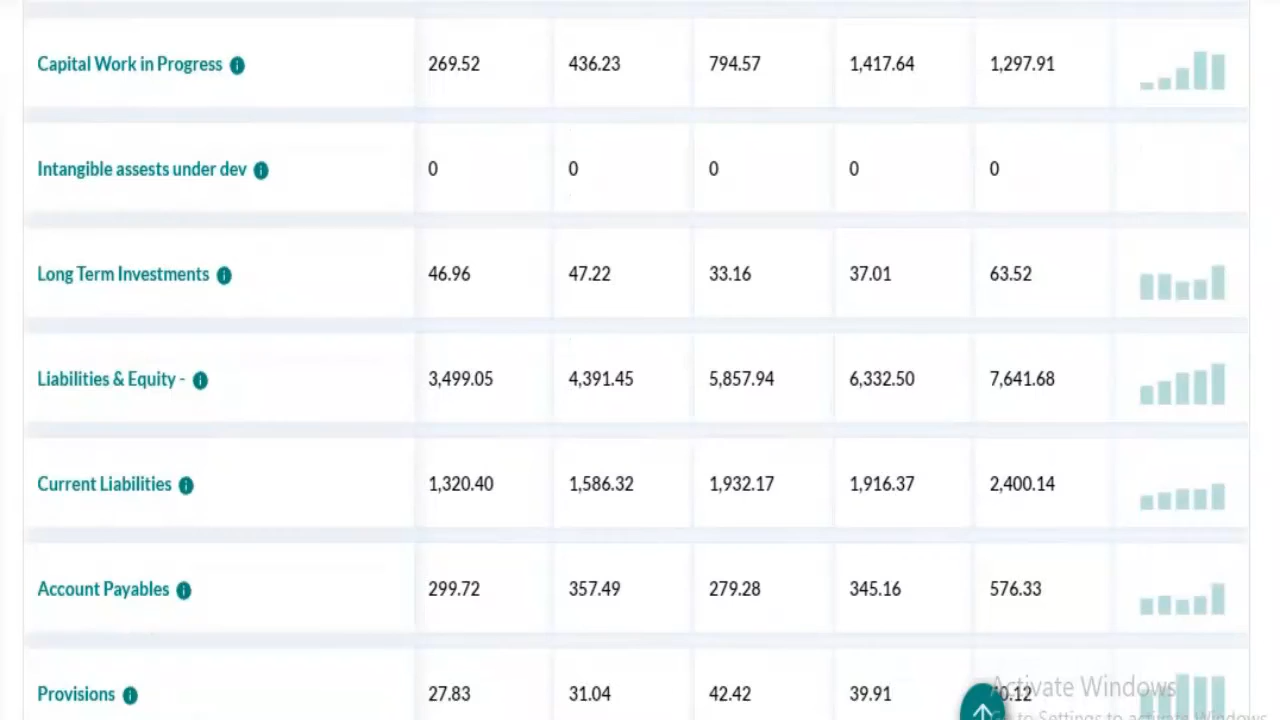 Capital Work in Progress 269.52 436.23 794.57 1,417.64 1,297.91
Intangible assests under dev 0 0 0 0 0
Long Term Investments 46.96 47.22 33.16 37.01 63.52
Liabilities & Equity - 3,499.05 4,391.45 5,857.94 6,332.50 7,641.68
Current Liabilities 1,320.40 1,586.32 1,932.17 1,916.37 2,400.14
Account Payables 299.72 357.49 279.28 345.16 576.33
Provisions 27.83 31.04 42.42 39.91
Activate Windows
to Settings to activate Windows